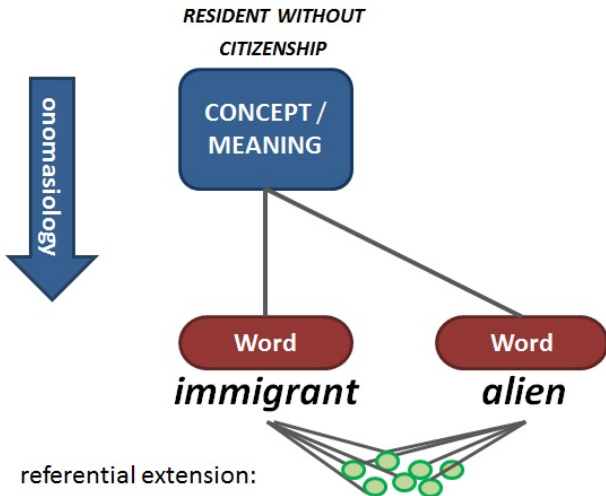 RESIDENT WITHOUT
CITIZENSHIP
onomasiology
CONCEPT /
MEANING
Word
Word
immigrant
alien
referential extension: